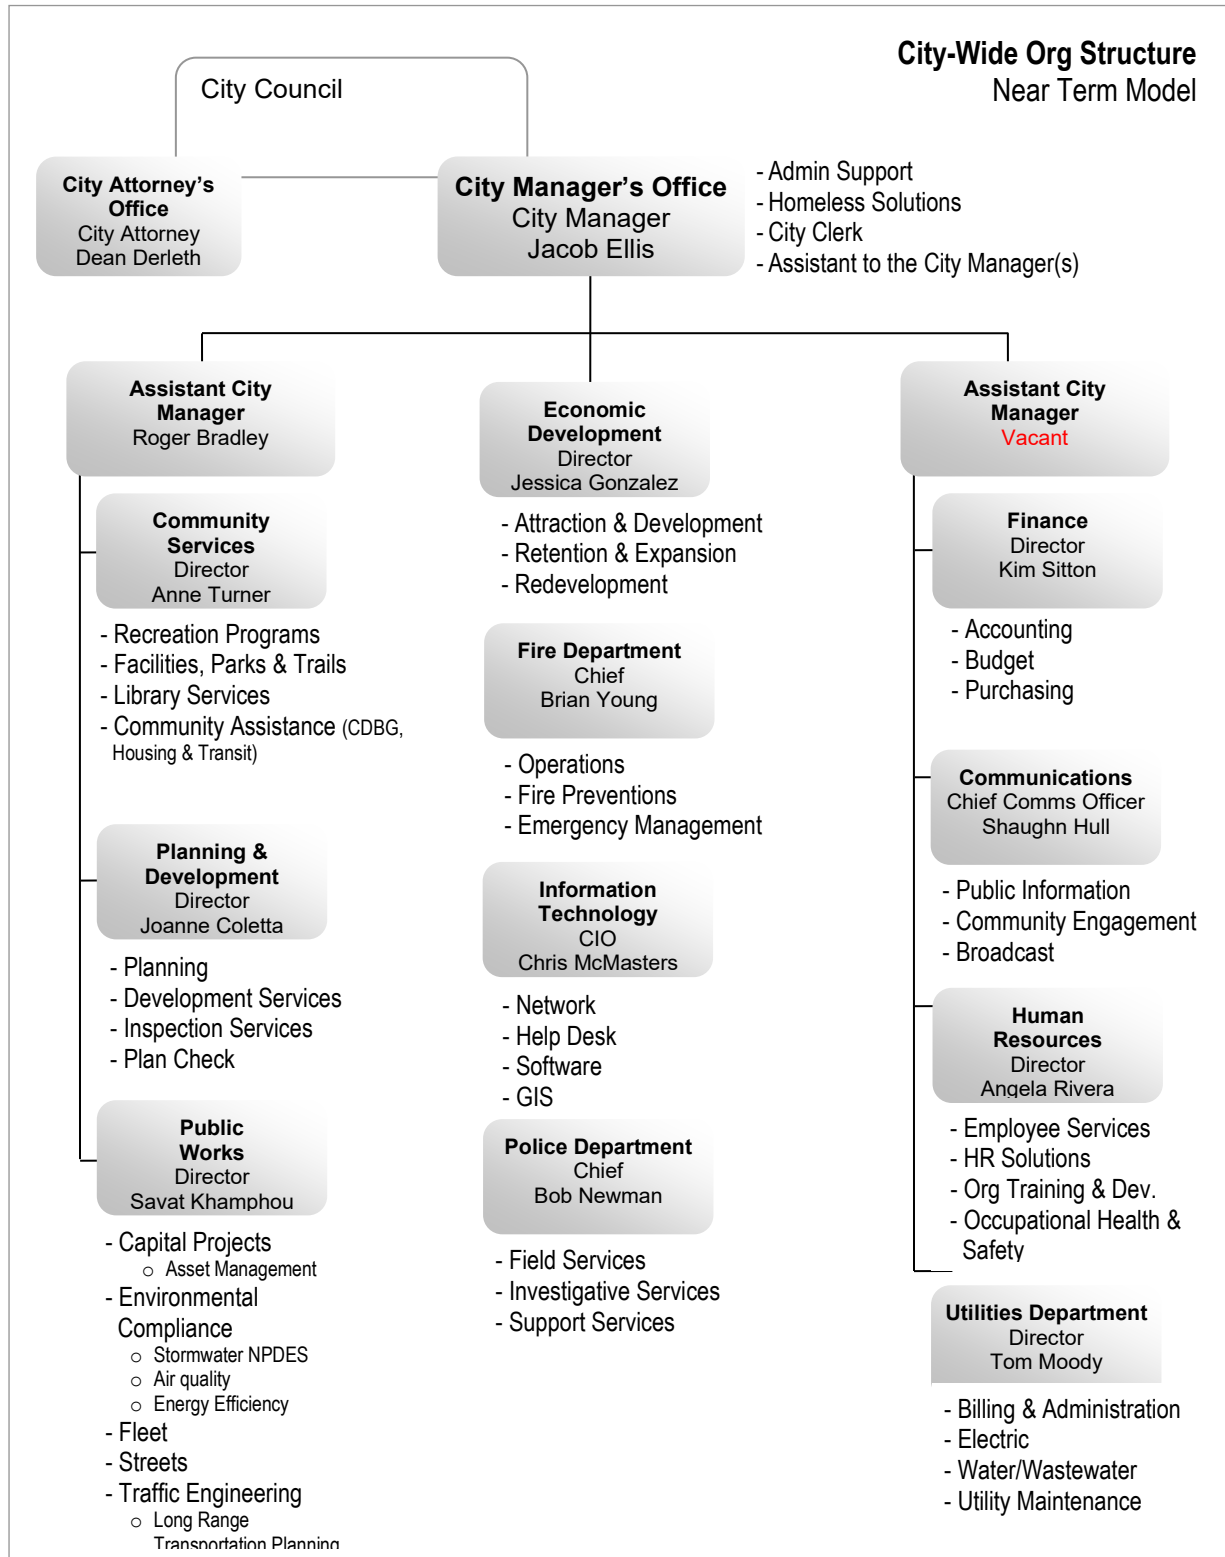 City-Wide Org Structure
Near Term Model
City Council
City Attorney's
Office
City Attorney
Dean Derleth
City Manager's Office
City Manager
Jacob Ellis
- Admin Support
- Homeless Solutions
- City Clerk
- Assistant to the City Manager(s)
Assistant City
Manager
Roger Bradley
Community
Services
Director
Anne Turner
- Recreation Programs
- Facilities, Parks & Trails
- Library Services
- Community Assistance (CDBG,
Housing & Transit)
Planning &
Development
Director
Joanne Coletta
- Planning
- Development Services
- Inspection Services
- Plan Check
Public
Works
Director
Savat Khamphou
- Capital Projects
o Asset Management
- Environmental
Compliance
o Stormwater NPDES
o Air quality
o Energy Efficiency
- Fleet
- Streets
- Traffic Engineering
o Long Range
Transportation Planning
Economic
Development
Director
Jessica Gonzalez
- Attraction & Development
- Retention & Expansion
- Redevelopment
Fire Department
Chief
Brian Young
- Operations
- Fire Preventions
- Emergency Management
Information
Technology
CIO
Chris McMasters
- Network
- Help Desk
- Software
- GIS
Police Department
Chief
Bob Newman
- Field Services
- Investigative Services
- Support Services
Assistant City
Manager
Vacant
Finance
Director
Kim Sitton
- Accounting
- Budget
- Purchasing
Communications
Chief Comms Officer
Shaughn Hull
- Public Information
- Community Engagement
- Broadcast
Human
Resources
Director
Angela Rivera
- Employee Services
- HR Solutions
- Org Training & Dev.
- Occupational Health &
Safety
Utilities Department
Director
Tom Moody
- Billing & Administration
- Electric
- Water/Wastewater
- Utility Maintenance